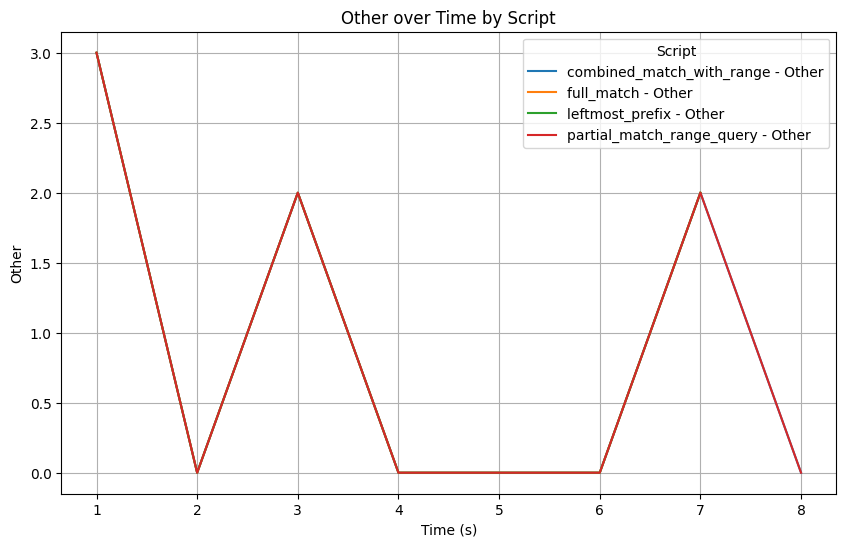 Other over Time by Script
Script
combined_match_with_range - Other
full_match - Other
leftmost_prefix - Other
partial_match_range_query - Other
3.0
2.5
2.0
1.5
1.0
0.5
0.0
Other
1 2 3 4 5 6 7 8
Time (s)